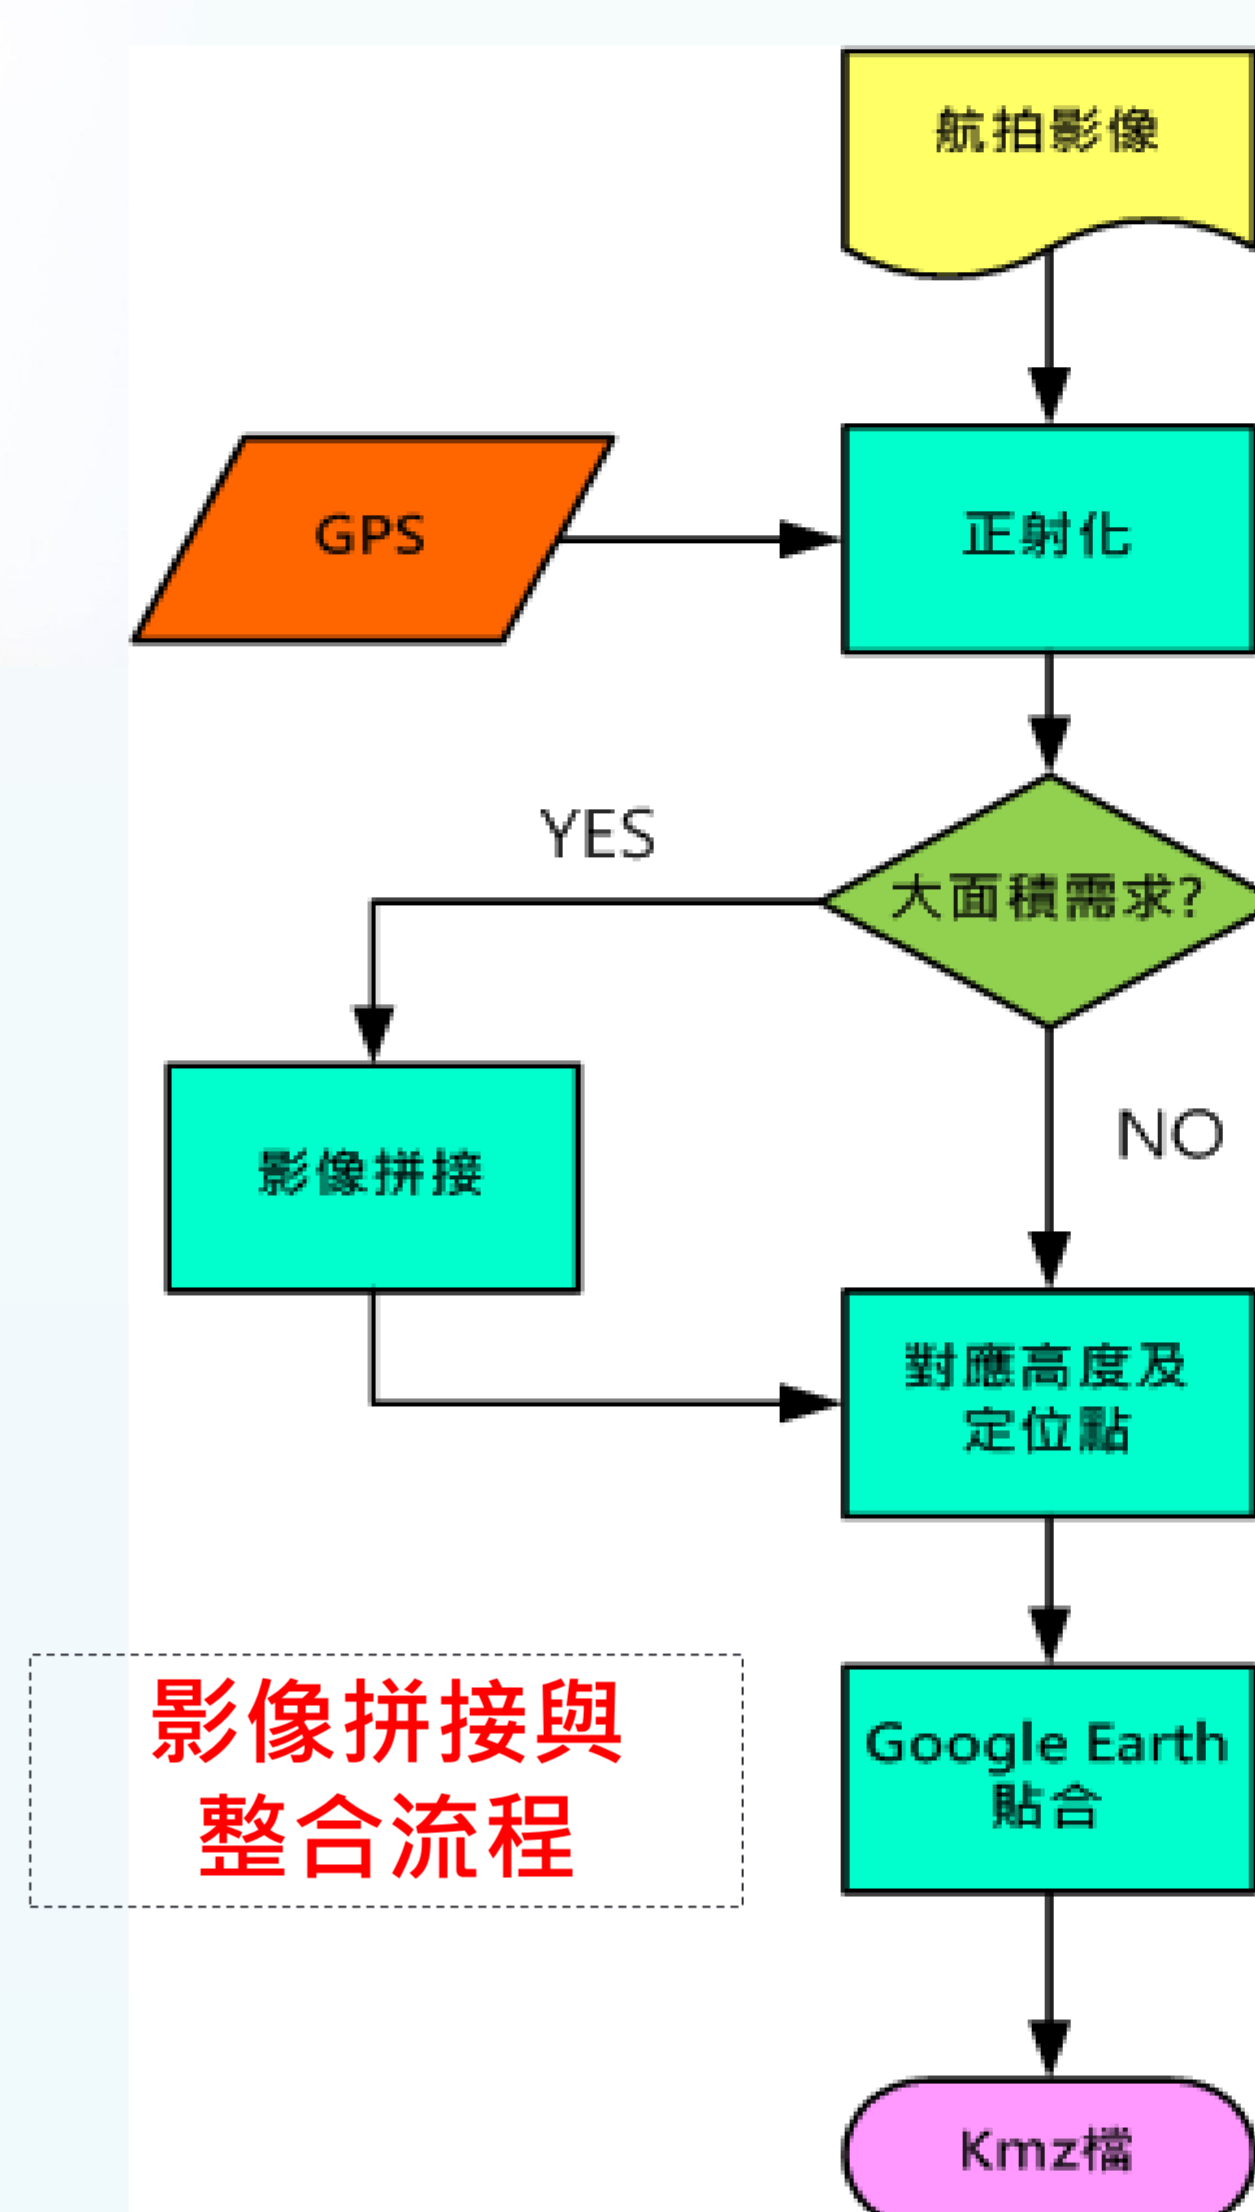 航拍影像
GPS
正射化
YES
大面積需求?
NO
影像拼接
對應高度及
定位點
影像拼接與
整合流程
Google Earth
貼合
Kmz檔